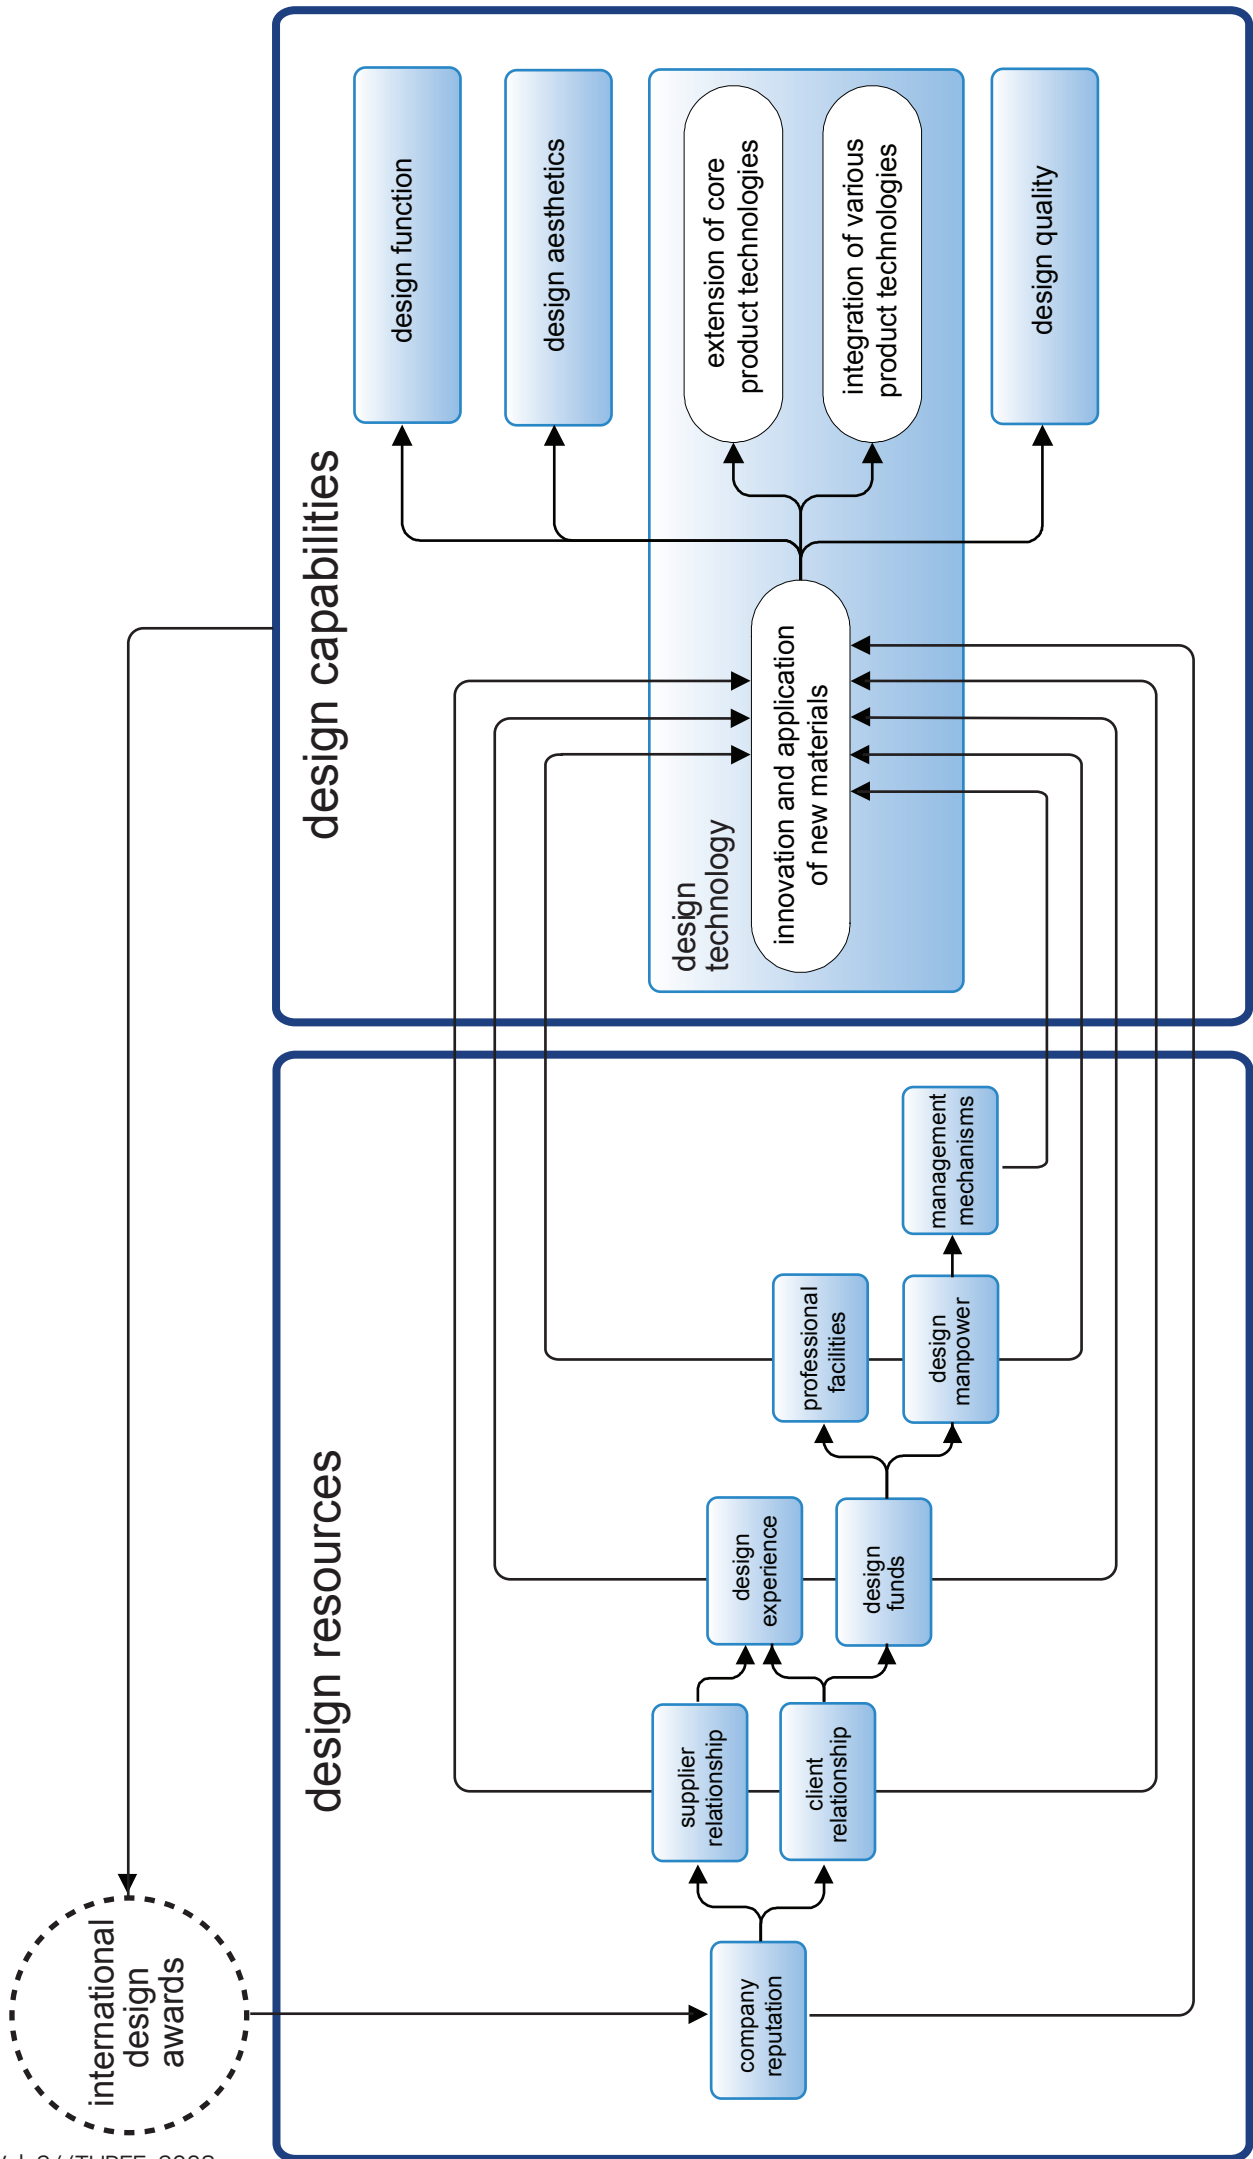 international
design
awards
design resources
company
reputation
supplier
relationship
client
relationship
design
experience
design
funds
professional
facilities
design
manpower
management
mechanisms
design capabilities
design
technology
innovation and application
of new materials
design function
design aesthetics
extension of core
product technologies
integration of various
product technologies
design quality